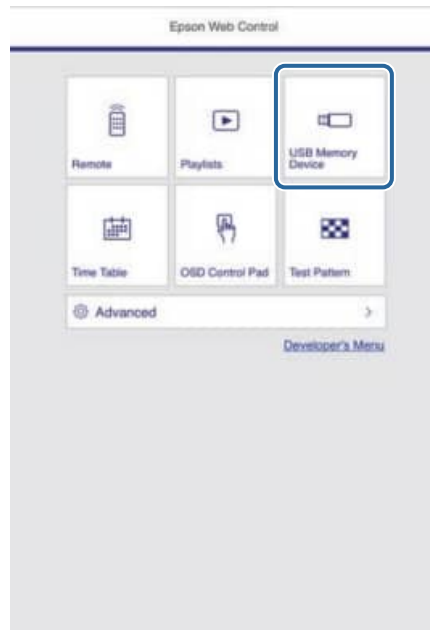 Epson Web Control
Remote
Playlists
USB Memory
Device
Time Table
OSD Control Pad
Test Pattern
Advanced
Developer's Menu